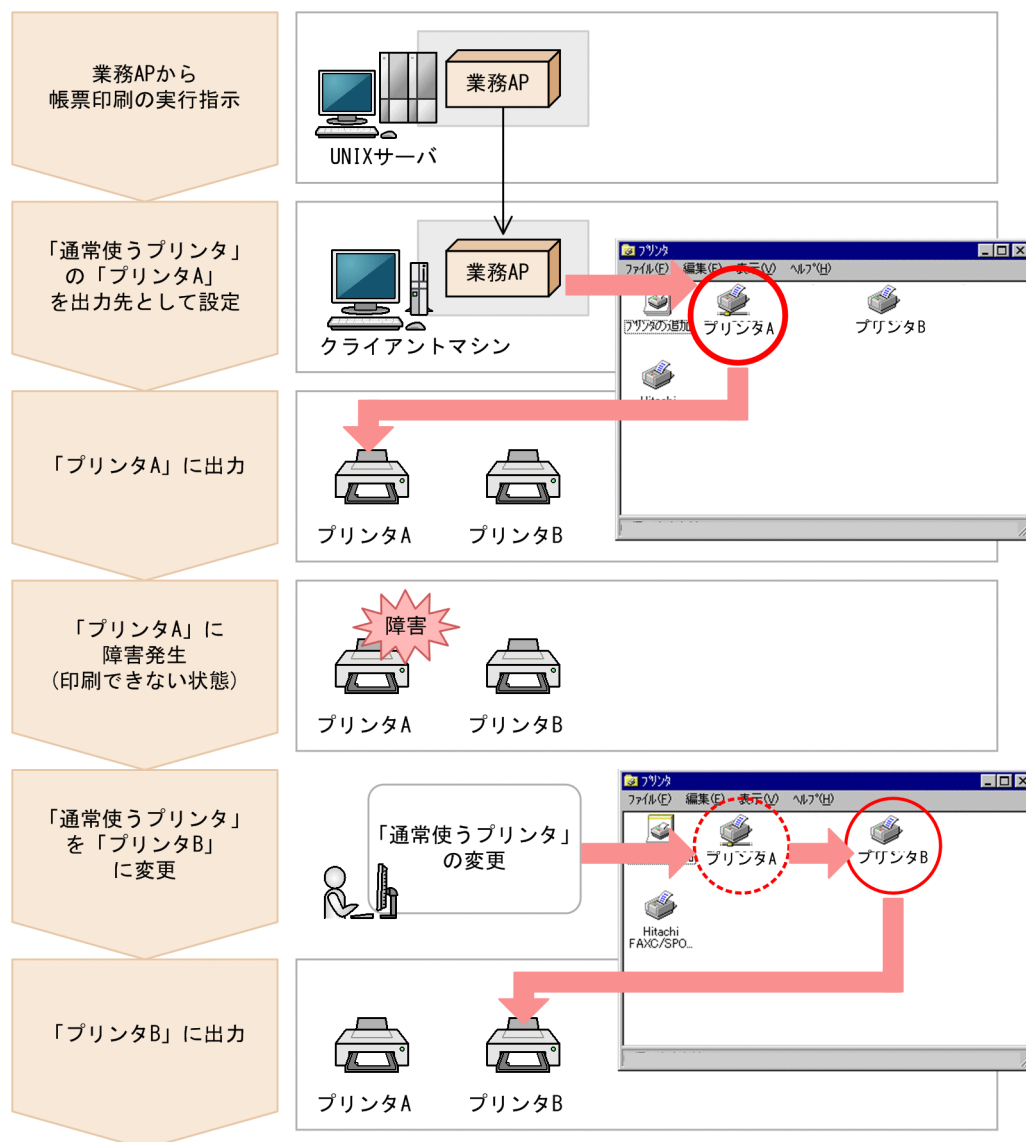 業務APから
帳票印刷の実行指示
業務AP
UNIXサーバ
「通常使うプリンタ」
の「プリンタA」
を出力先として設定
業務AP
クライアントマシン
プリンタ
ファイル(F) 編集(E) 表示(V) ヘルプ(H)
プリンタの追加
プリンタA
プリンタB
Hitachi
「プリンタA」に出力
プリンタA
プリンタB
「プリンタA」に
障害発生
(印刷できない状態)
障害
プリンタA
プリンタB
「通常使うプリンタ」
を「プリンタB」
に変更
「通常使うプリンタ」
の変更
プリンタ
ファイル(F) 編集(E) 表示(V) ヘルプ(H)
加
プリンタA
プリンタB
Hitachi
FAXC/SPO...
「プリンタB」に出力
プリンタA
プリンタB